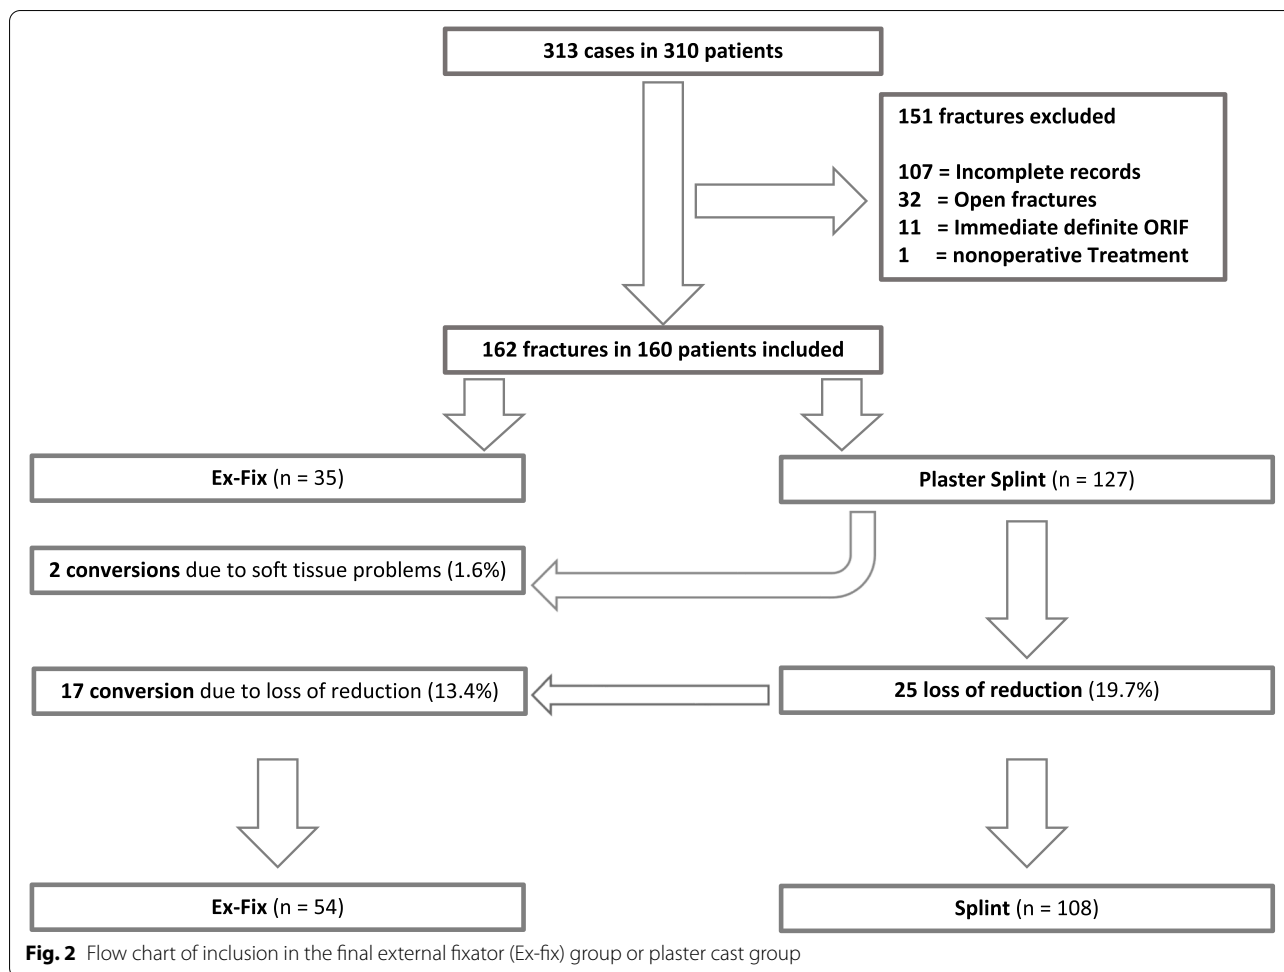 313 cases in 310 patients
151 fractures excluded
107 = Incomplete records
32 = Open fractures
11 = Immediate definite ORIF
1 = nonoperative Treatment
162 fractures in 160 patients included
Ex-Fix (n = 35)
Plaster Splint (n = 127)
2 conversions due to soft tissue problems (1.6%)
17 conversion due to loss of reduction (13.4%)
25 loss of reduction (19.7%)
Ex-Fix (n = 54)
Splint (n = 108)
Fig. 2 Flow chart of inclusion in the final external fixator (Ex-fix) group or plaster cast group